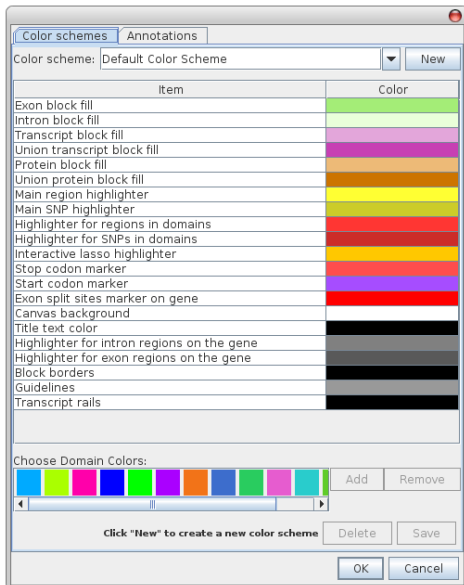 Color schemes Annotations
Color scheme: Default Color Scheme New
Item Color
Exon block fill
Intron block fill
Transcript block fill
Union transcript block fill
Protein block fill
Union protein block fill
Main region highlighter
Main SNP highlighter
Highlighter for regions in domains
Highlighter for SNPs in domains
Interactive lasso highlighter
Stop codon marker
Start codon marker
Exon split sites marker on gene
Canvas background
Title text color
Highlighter for intron regions on the gene
Highlighter for exon regions on the gene
Block borders
Guidelines
Transcript rails
Choose Domain Colors:
Add Remove
Click "New" to create a new color scheme Delete Save
OK Cancel